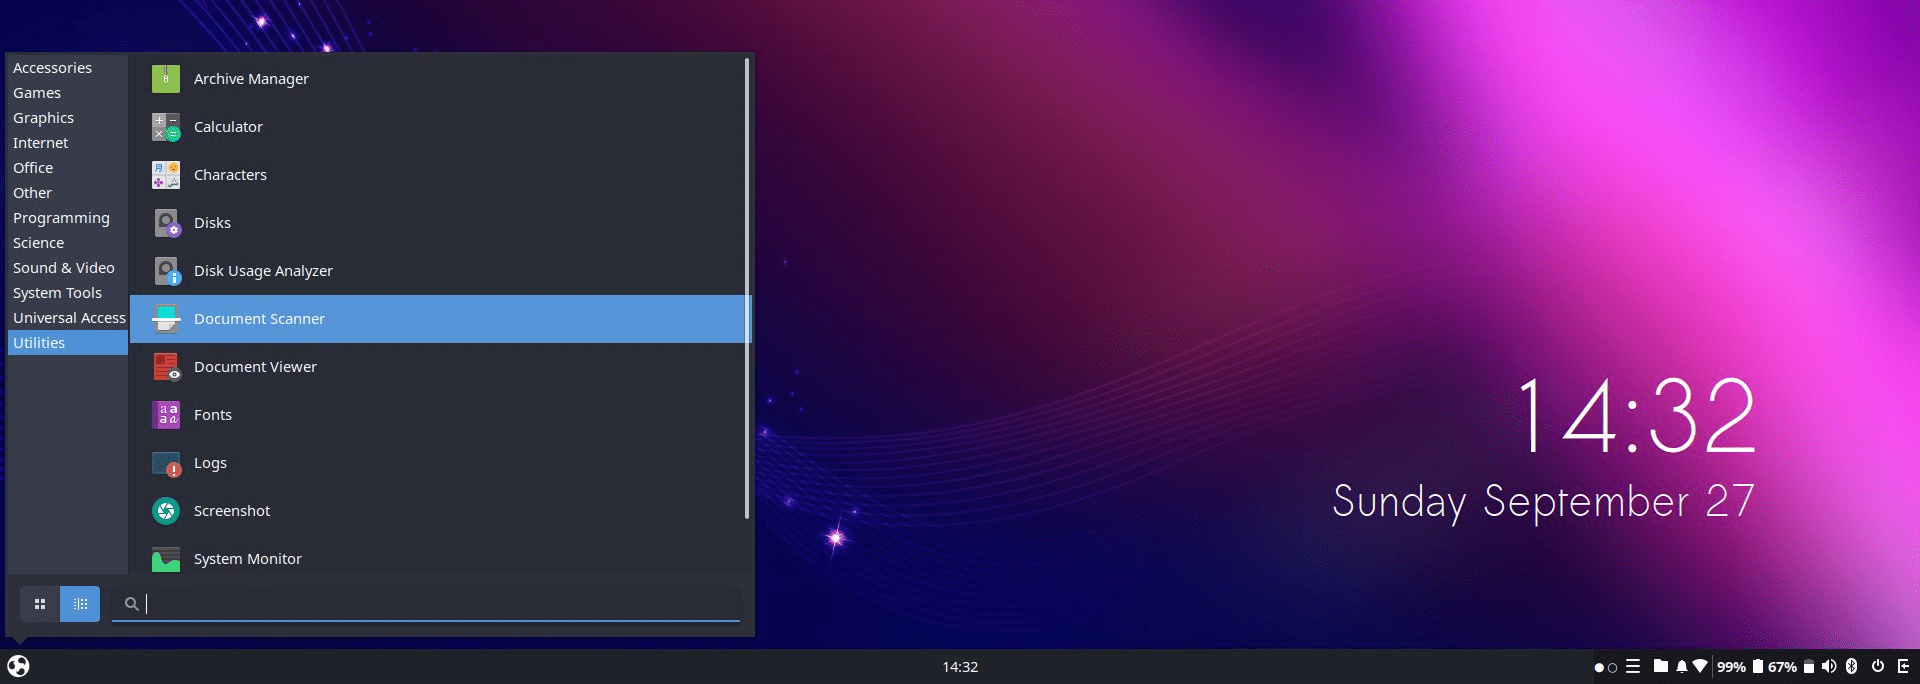 Accessories
Games
Graphics
Internet
Office
Other
Programming
Science
Sound & Video
System Tools
Universal Access
Utilities
Archive Manager
Calculator
Characters
Disks
Disk Usage Analyzer
Document Scanner
Document Viewer
Fonts
Logs
Screenshot
System Monitor
14:32
Sunday September 27
14:32
99% 67%